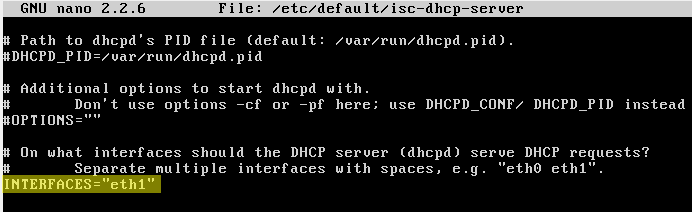 GNU nano 2.2.6 File: /etc/default/isc-dhcp-server
# Path to dhcpd's PID file (default: /var/run/dhcpd.pid).
#DHCPD_PID=/var/run/dhcpd.pid
# Additional options to start dhcpd with.
# Don't use options -cf or -pf here; use DHCPD_CONF/ DHCPD_PID instead
#OPTIONS=""
# On what interfaces should the DHCP server (dhcpd) serve DHCP requests?
# Separate multiple interfaces with spaces, e.g. "eth0 eth1".
INTERFACES="eth1"